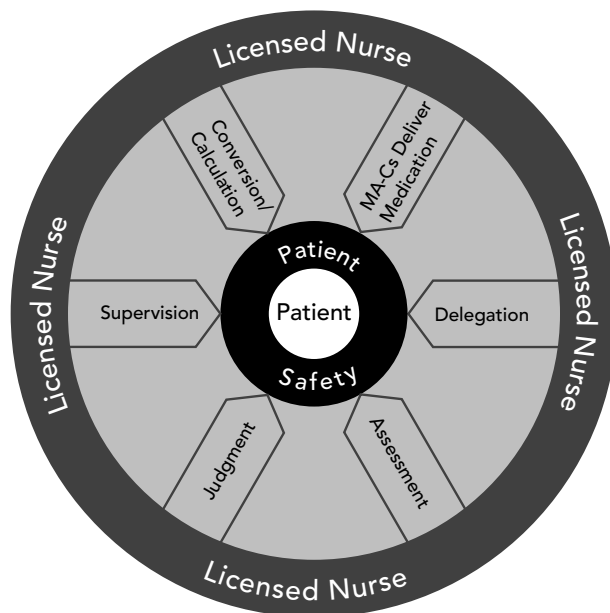 Licensed Nurse
Conversion/
Calculation
MA-Cs Deliver
Medication
Licensed Nurse
Licensed Nurse
Patient
Supervision
Patient
Delegation
Safety
Judgment
Assessment
Licensed Nurse